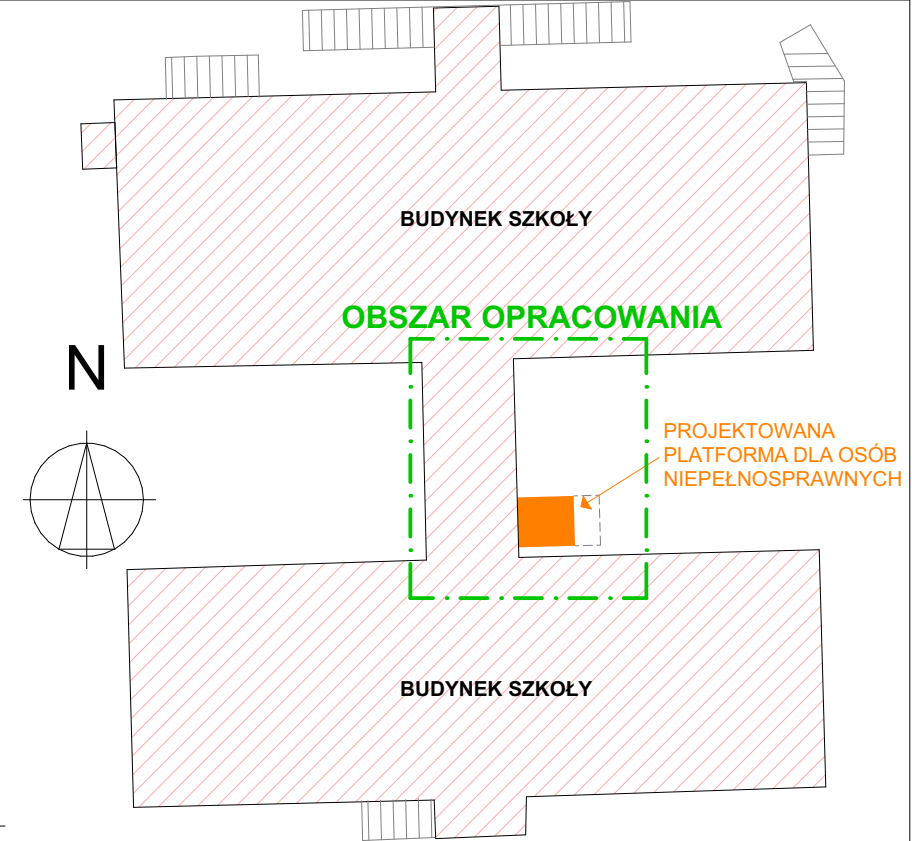 BUDYNEK SZKOŁY
OBSZAR OPRACOWANIA
N
PROJEKTOWANA
PLATFORMA DLA OSÓB
NIEPEŁNOSPRAWNYCH
BUDYNEK SZKOŁY